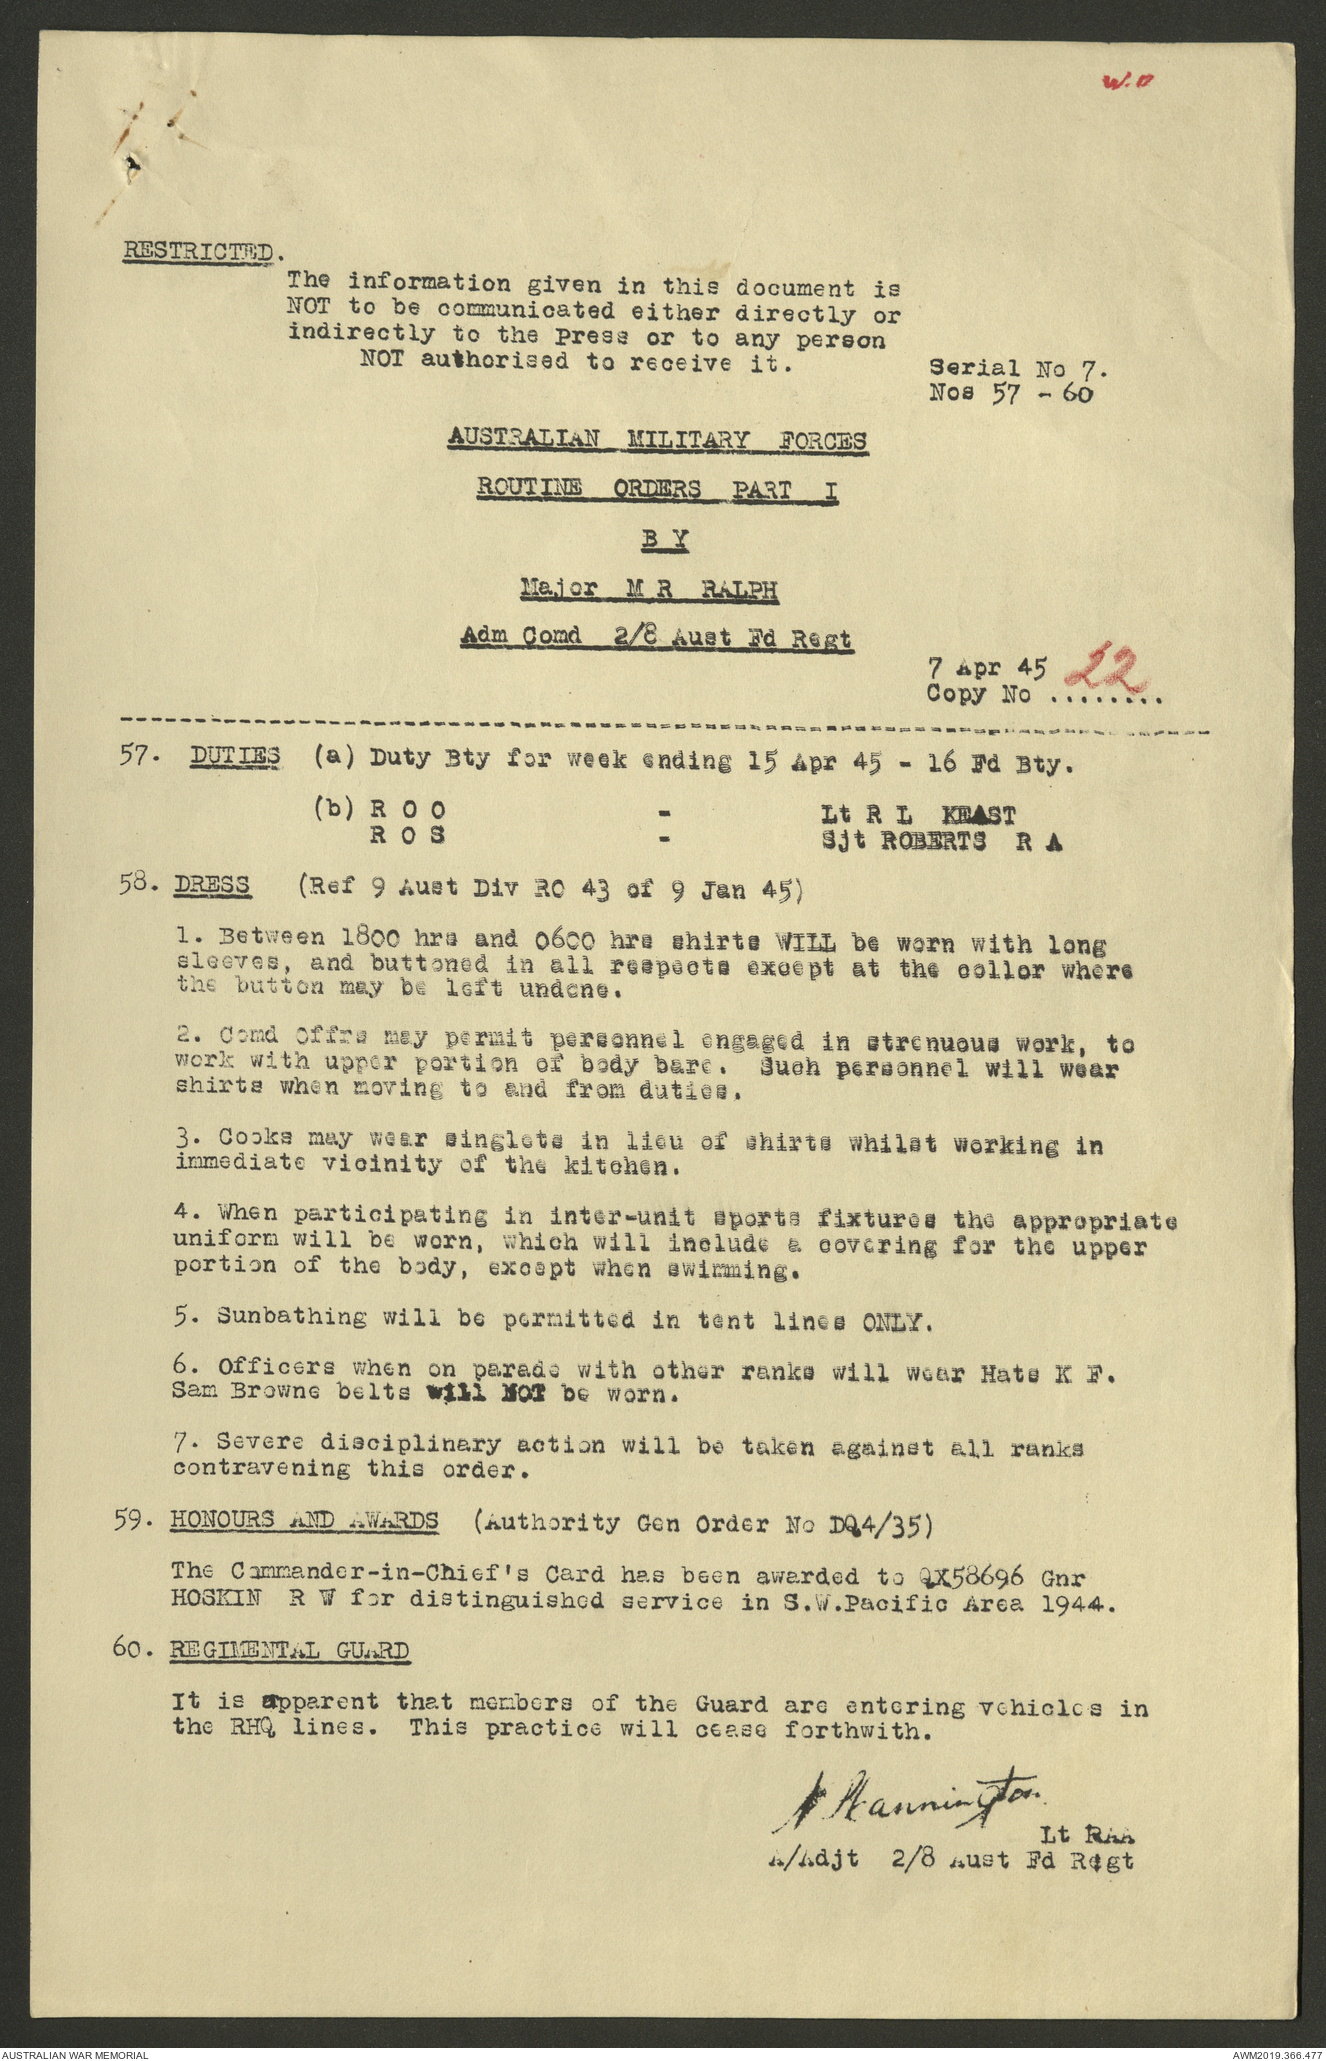 W.D
RESTRICTED.
The information given in this document is
NOT to be communicated either directly or
indirectly to the Press or to any person
NOT authorised to receive it.
Serial No 7.
Nos 57 - 60
AUSTRALIAN MILITARY FORCES
ROUTINE ORDERS PART I
B Y
Major M R RALPH
Adm Comd 2/8 Aust Fd Regt
7 Apr 45
Copy No ........ 22
57. DUTIES (a) Duty Bty for week ending 15 Apr 45 - 16 Fd Bty.
(b) R O O - Lt R L KEAST
R O S - Sjt ROBERTS R A
58. DRESS (Ref 9 Aust Div RO 43 of 9 Jan 45)
1. Between 1800 hrs and 0600 hrs shirts WILL be worn with long
sleeves, and buttoned in all respects except at the collor where
the button may be left undone.
2. Comd Offrs may permit personnel engaged in strenuous work, to
work with upper portion of body bare. Such personnel will wear
shirts when moving to and from duties.
3. Cooks may wear singlets in lieu of shirts whilst working in
immediate vicinity of the kitchen.
4. When participating in inter-unit sports fixtures the appropriate
uniform will be worn, which will include a covering for the upper
portion of the body, except when swimming.
5. Sunbathing will be permitted in tent lines ONLY.
6. Officers when on parade with other ranks will wear Hats K F.
Sam Browne belts will NOT be worn.
7. Severe disciplinary action will be taken against all ranks
contravening this order.
59. HONOURS AND AWARDS (Authority Gen Order No DQ4/35)
The Commander-in-Chief's Card has been awarded to QX58696 Gnr
HOSKIN R W for distinguished service in S.W.Pacific Area 1944.
60. REGIMENTAL GUARD
It is apparent that members of the Guard are entering vehicles in
the RHQ lines. This practice will cease forthwith.
Hannington
Lt RAA
A/Adjt 2/8 Aust Fd Regt
AUSTRALIAN WAR MEMORIAL
AWM2019.366.477